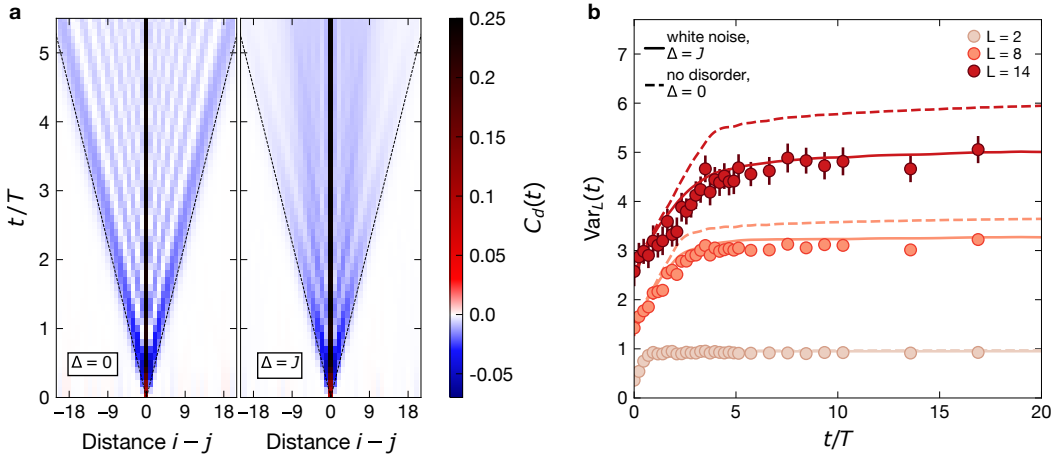 a
5
4
3
2
1
0
t/T
Δ = 0
Δ = J
−18 −9 0 9 18
−18 −9 0 9 18
Distance i − j
Distance i − j
0.25
0.20
0.15
0.10
0.05
0.0
-0.05
C_d(t)
b
7
6
5
4
3
2
1
0
Var_L(t)
white noise,
Δ = J
no disorder,
Δ = 0
L = 2
L = 8
L = 14
0 5 10 15 20
t/T